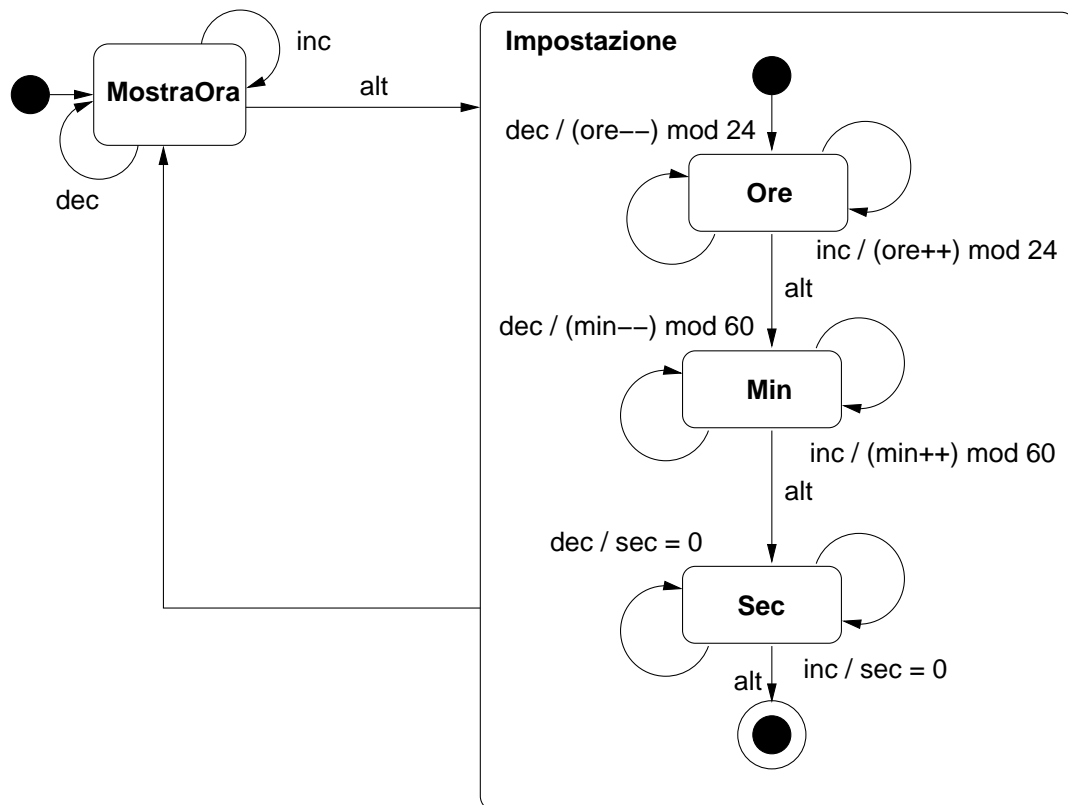 Impostazione
inc
MostraOra
alt
dec
dec / (ore−−) mod 24
Ore
inc / (ore++) mod 24
alt
dec / (min−−) mod 60
Min
inc / (min++) mod 60
alt
dec / sec = 0
Sec
inc / sec = 0
alt